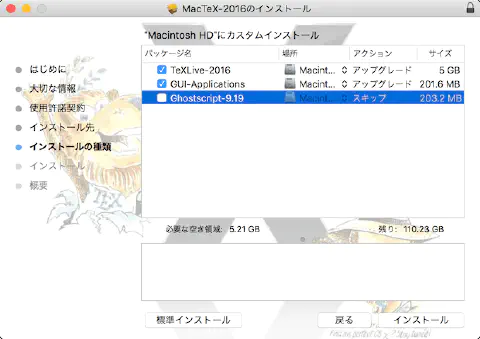 MacTeX-2016のインストール
"Macintosh HD"にカスタムインストール
パッケージ名 場所 アクション サイズ
TeXLive-2016 Macint... アップグレード 5 GB
GUI-Applications Macint... アップグレード 201.6 MB
Ghostscript-9.19 Macint... スキップ 203.2 MB
はじめに
大切な情報
使用許諾契約
インストール先
インストールの種類
インストール
概要
必要な空き領域: 5.21 GB 残り: 110.23 GB
標準インストール 戻る インストール